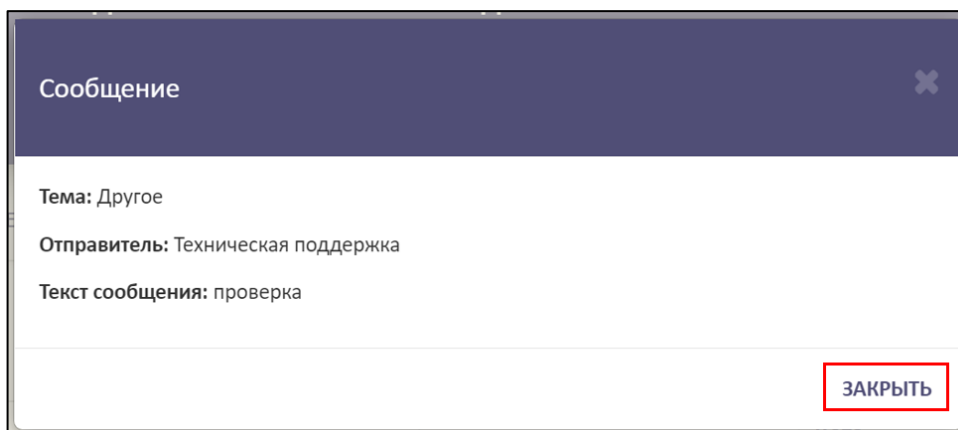 Сообщение
Тема: Другое
Отправитель: Техническая поддержка
Текст сообщения: проверка
ЗАКРЫТЬ